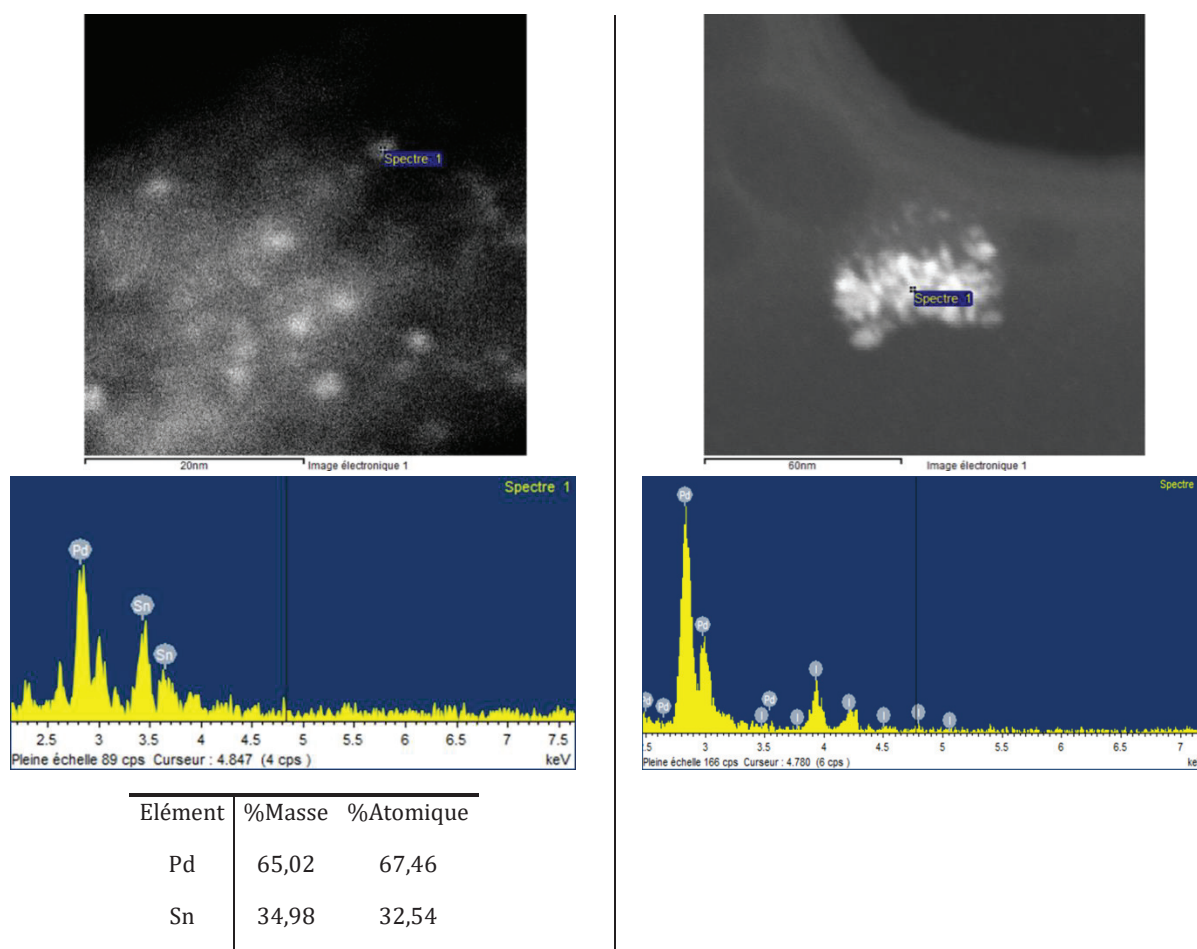 Spectre 1
20nm
Image électronique 1
Spectre 1
Pd
Sn
Sn
2.5 3 3.5 4 4.5 5 5.5 6 6.5 7 7.5
Pleine échelle 89 cps Curseur : 4.847 (4 cps )
keV
Elément %Masse %Atomique
Pd 65,02 67,46
Sn 34,98 32,54
Spectre 1
60nm
Image électronique 1
Spectre
Pd
Pd
I
I
Pd
Pd
Pd
I
I
I
I
I
.5 3 3.5 4 4.5 5 5.5 6 6.5 7
Pleine échelle 166 cps Curseur : 4.780 (6 cps )
ke